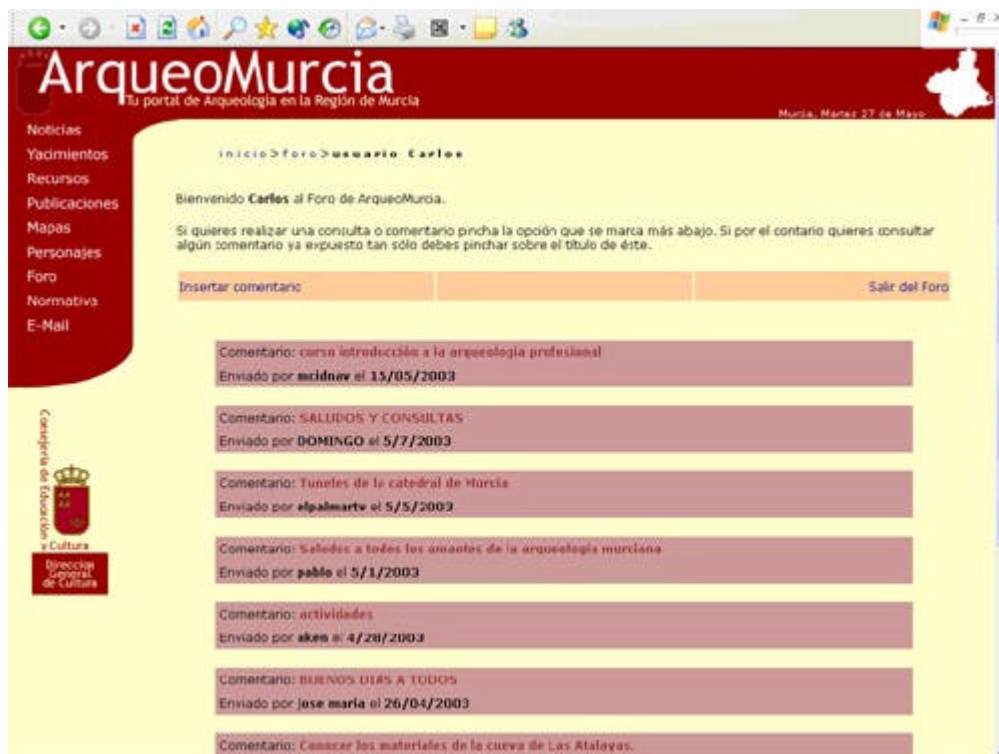 ArqueoMurcia
Tu portal de Arqueología en la Región de Murcia
Murcia, Martes 27 de Mayo
Noticias
Yacimientos
Recursos
Publicaciones
Mapas
Personajes
Foro
Normativa
E-Mail
inicio>foro>usuario Carlos
Bienvenido Carlos al Foro de ArqueoMurcia.
Si quieres realizar una consulta o comentario pincha la opción que se marca más abajo. Si por el contario quieres consultar
algún comentario ya expuesto tan sólo debes pinchar sobre el título de éste.
Insertar comentario
Salir del Foro
Comentario: curso introducción a la arqueología profesional
Enviado por mcidnav el 15/05/2003
Comentario: SALUDOS Y CONSULTAS
Enviado por DOMINGO el 5/7/2003
Comentario: Tuneles de la catedral de Murcia
Enviado por elpalmartv el 5/5/2003
Comentario: Saludos a todos los amantes de la arqueología murciana
Enviado por pablo el 5/1/2003
Comentario: actividades
Enviado por aken el 4/28/2003
Comentario: BUENOS DIAS A TODOS
Enviado por jose maria el 26/04/2003
Comentario: Conocer los materiales de la cueva de Las Atalayas.
Consejería de Educación
y Cultura
Direccion
General
de Cultura